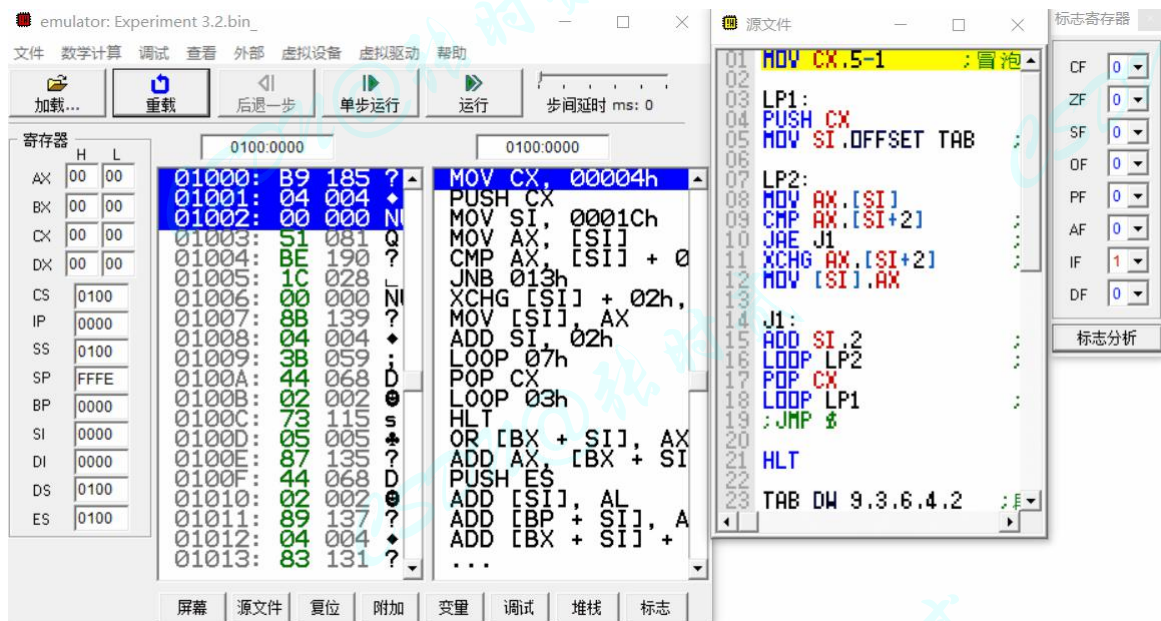 emulator: Experiment 3.2.bin_
文件 数学计算 调试 查看 外部 虚拟设备 虚拟驱动 帮助
加载... 重载 后退一步 单步运行 运行 步间延时 ms: 0
寄存器
H L
AX 00 00
BX 00 00
CX 00 00
DX 00 00
CS 0100
IP 0000
SS 0100
SP FFFE
BP 0000
SI 0000
DI 0000
DS 0100
ES 0100
0100:0000
01000: B9 185 ?
01001: 04 004 ♦
01002: 00 000 NU
01003: 51 081 Q
01004: BE 190 ?
01005: 1C 028 ∟
01006: 00 000 NU
01007: 8B 139 ?
01008: 04 004 ♦
01009: 3B 059 ;
0100A: 44 068 D
0100B: 02 002 ☻
0100C: 73 115 s
0100D: 05 005 ♣
0100E: 87 135 ?
0100F: 44 068 D
01010: 02 002 ☻
01011: 89 137 ?
01012: 04 004 ♦
01013: 83 131 ?
0100:0000
MOV CX, 00004h
PUSH CX
MOV SI, 0001Ch
MOV AX, [SI]
CMP AX, [SI] + 0
JNB 013h
XCHG [SI] + 02h,
MOV [SI], AX
ADD SI, 02h
LOOP 07h
POP CX
LOOP 03h
HLT
OR [BX + SI], AX
ADD AX, [BX + SI
PUSH ES
ADD [SI], AL
ADD [BP + SI], A
ADD [BX + SI] +
...
屏幕 源文件 复位 附加 变量 调试 堆栈 标志
源文件
01 MOV CX,5-1 ;冒泡
02
03 LP1:
04 PUSH CX
05 MOV SI,OFFSET TAB ;
06
07 LP2:
08 MOV AX,[SI]
09 CMP AX,[SI+2] ;
10 JAE J1 ;
11 XCHG AX,[SI+2] ;
12 MOV [SI],AX
13
14 J1:
15 ADD SI,2 ;
16 LOOP LP2 ;
17 POP CX
18 LOOP LP1 ;
19 ;JMP $
20
21 HLT
22
23 TAB DW 9,3,6,4,2 ;
标志寄存器
CF 0
ZF 0
SF 0
OF 0
PF 0
AF 0
IF 1
DF 0
标志分析